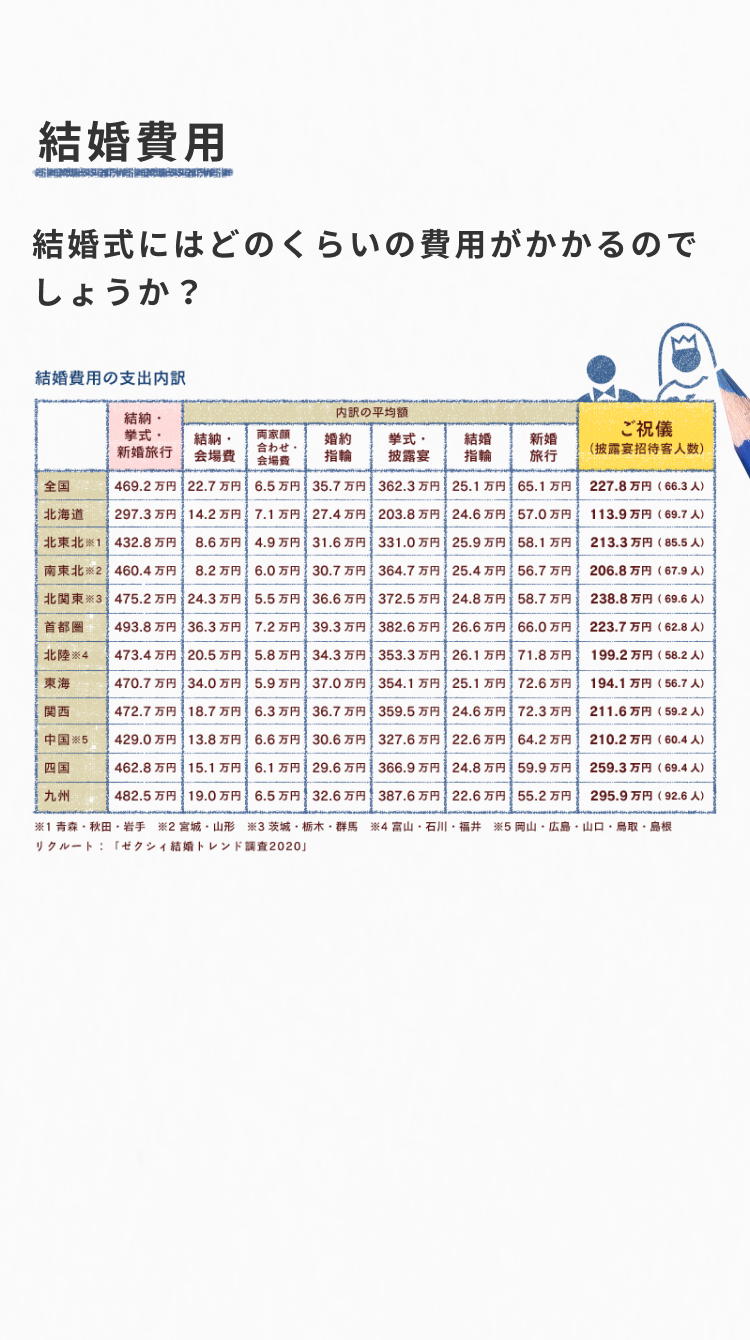 結婚費用
結婚式にはどのくらいの費用がかかるので
しょうか？
結婚費用の支出内訳
結納・
挙式・
新婚旅行
内訳の平均額
結納・
会場費
両家顔
合わせ・
会場費
婚約
指輪
挙式・
披露宴
結婚
指輪
新婚
旅行
ご祝儀
（披露宴招待客人数）
全国 469.2万円 22.7万円 6.5万円 35.7万円 362.3万円 25.1万円 65.1万円 227.8万円（66.3人）
北海道 297.3万円 14.2万円 7.1万円 27.4万円 203.8万円 24.6万円 57.0万円 113.9万円（69.7人）
北東北※1 432.8万円 8.6万円 4.9万円 31.6万円 331.0万円 25.9万円 58.1万円 213.3万円（85.5人）
南東北※2 460.4万円 8.2万円 6.0万円 30.7万円 364.7万円 25.4万円 56.7万円 206.8万円（67.9人）
北関東※3 475.2万円 24.3万円 5.5万円 36.6万円 372.5万円 24.8万円 58.7万円 238.8万円（69.6人）
首都圏 493.8万円 36.3万円 7.2万円 39.3万円 382.6万円 26.6万円 66.0万円 223.7万円（62.8人）
北陸※4 473.4万円 20.5万円 5.8万円 34.3万円 353.3万円 26.1万円 71.8万円 199.2万円（58.2人）
東海 470.7万円 34.0万円 5.9万円 37.0万円 354.1万円 25.1万円 72.6万円 194.1万円（56.7人）
関西 472.7万円 18.7万円 6.3万円 36.7万円 359.5万円 24.6万円 72.3万円 211.6万円（59.2人）
中国※5 429.0万円 13.8万円 6.6万円 30.6万円 327.6万円 22.6万円 64.2万円 210.2万円（60.4人）
四国 462.8万円 15.1万円 6.1万円 29.6万円 366.9万円 24.8万円 59.9万円 259.3万円（69.4人）
九州 482.5万円 19.0万円 6.5万円 32.6万円 387.6万円 22.6万円 55.2万円 295.9万円（92.6人）
※1 青森・秋田・岩手　※2 宮城・山形　※3 茨城・栃木・群馬　※4 富山・石川・福井　※5 岡山・広島・山口・鳥取・島根
リクルート：「ゼクシィ結婚トレンド調査2020」